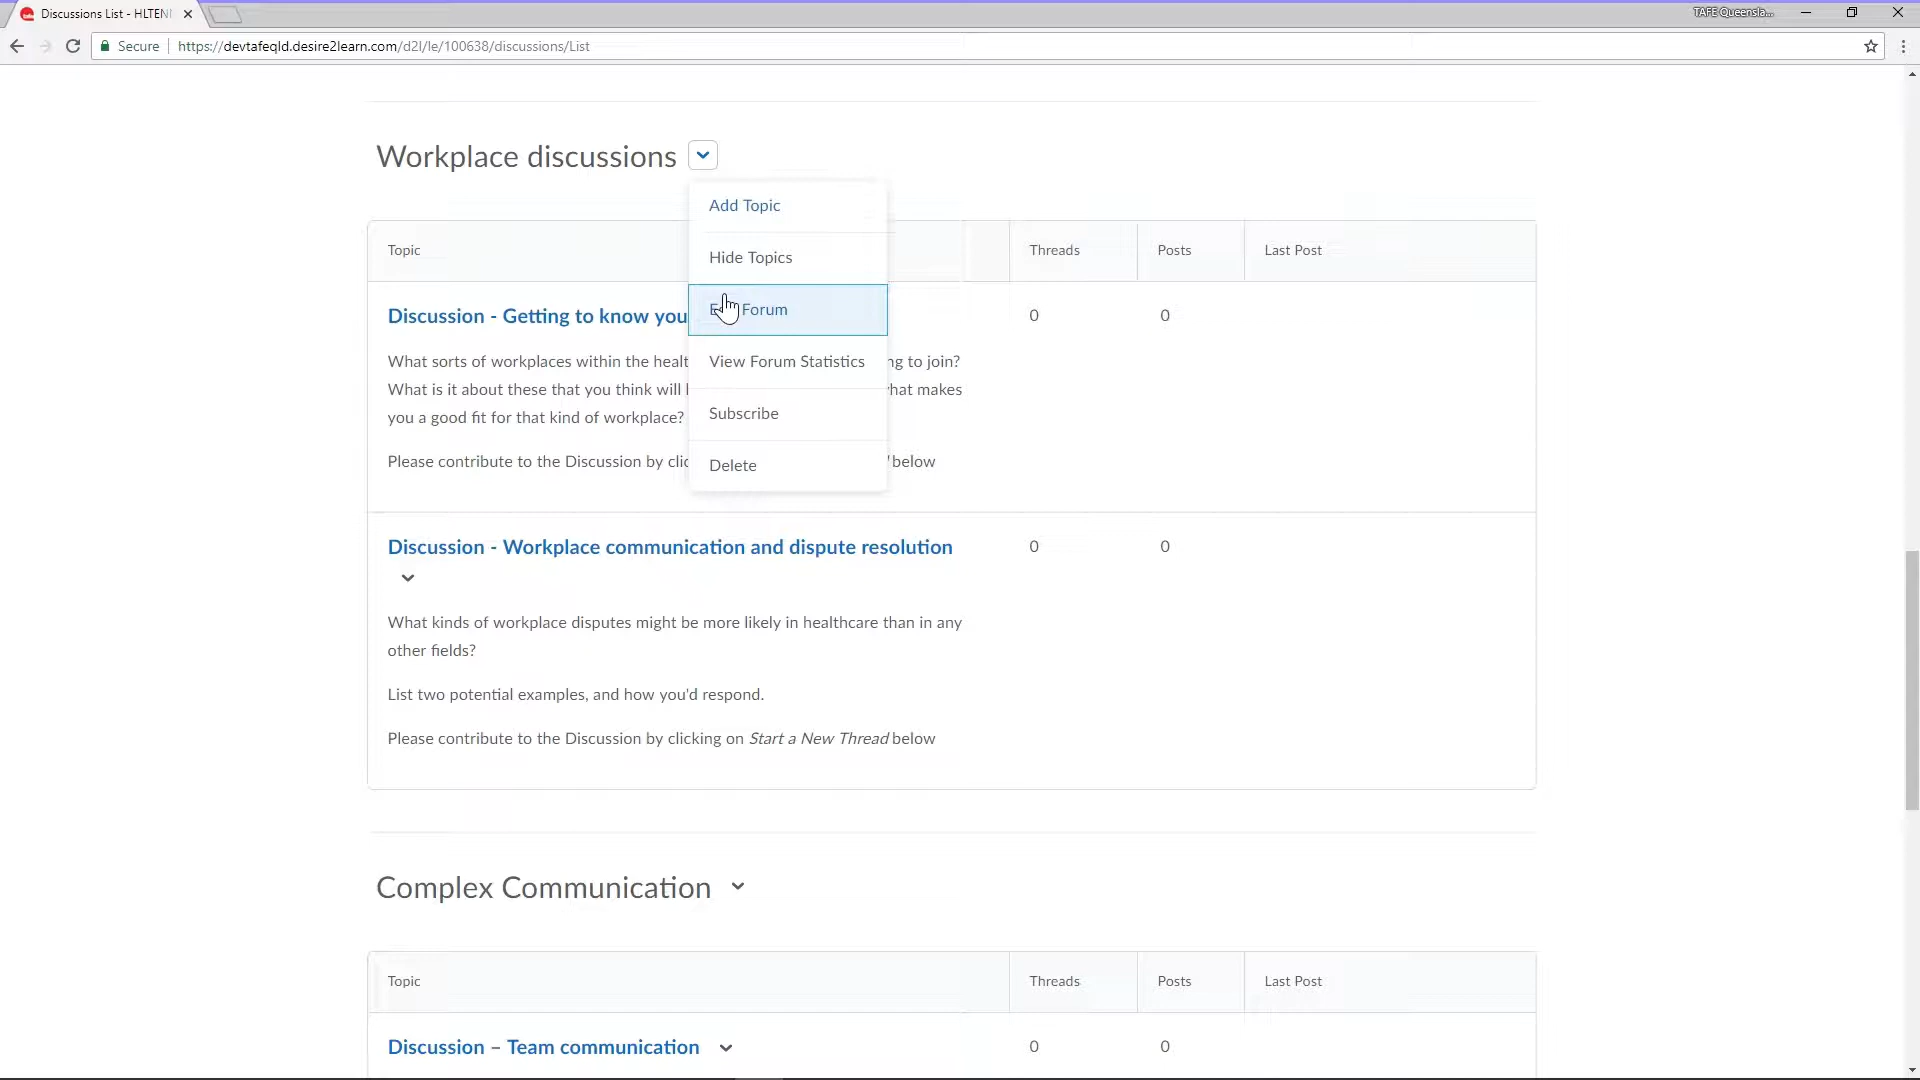 Discussions List - HLTEN
TAFE Queensla...
Secure
https://devtafeqld.desire2learn.com/d2l/le/100638/discussions/List
Workplace discussions
Add Topic
Hide Topics
Forum
View Forum Statistics
Subscribe
Delete
Topic
Threads
Posts
Last Post
Discussion - Getting to know you
0
0
What sorts of workplaces within the healt ng to join?
What is it about these that you think will hat makes
you a good fit for that kind of workplace?
Please contribute to the Discussion by clic below
Discussion - Workplace communication and dispute resolution
0
0
What kinds of workplace disputes might be more likely in healthcare than in any
other fields?
List two potential examples, and how you'd respond.
Please contribute to the Discussion by clicking on Start a New Thread below
Complex Communication
Topic
Threads
Posts
Last Post
Discussion – Team communication
0
0